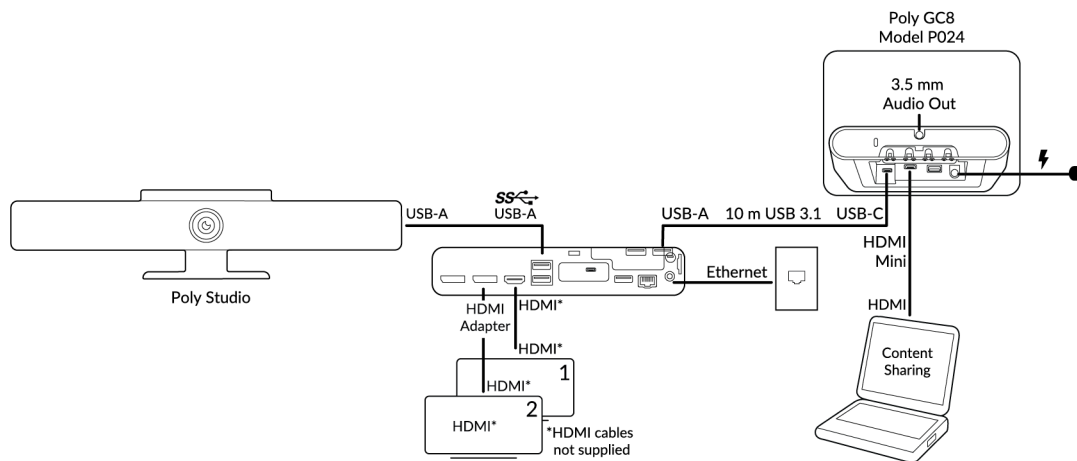 Poly GC8
Model P024
3.5 mm
Audio Out
SS
USB-A
USB-A
USB-A
10 m USB 3.1
USB-C
Poly Studio
HDMI
Mini
Ethernet
HDMI
Adapter
HDMI*
HDMI
HDMI*
1
HDMI*
2
HDMI*
*HDMI cables
not supplied
Content
Sharing